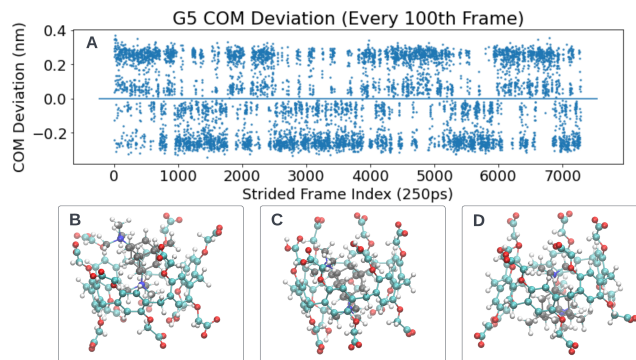 G5 COM Deviation (Every 100th Frame)
COM Deviation (nm)
0.4
0.2
0.0
−0.2
A
0
1000
2000
3000
4000
5000
6000
7000
Strided Frame Index (250ps)
B
C
D